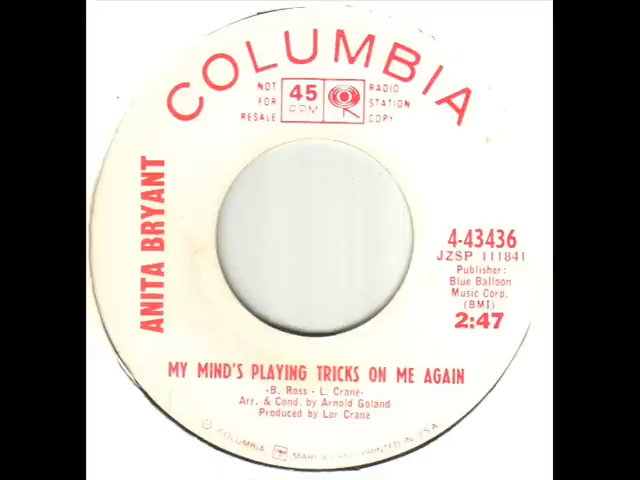 COLUMBIA
NOT FOR RESALE
45 RPM
RADIO STATION COPY
ANITA BRYANT
4-43436
JZSP 111841
Publisher:
Blue Balloon
Music Corp.
(BMI)
2:47
MY MIND'S PLAYING TRICKS ON ME AGAIN
-B. Ross - L. Crane-
Arr. & Cond. by Arnold Goland
Produced by Lor Crane
© COLUMBIA PRINTED IN U.S.A.